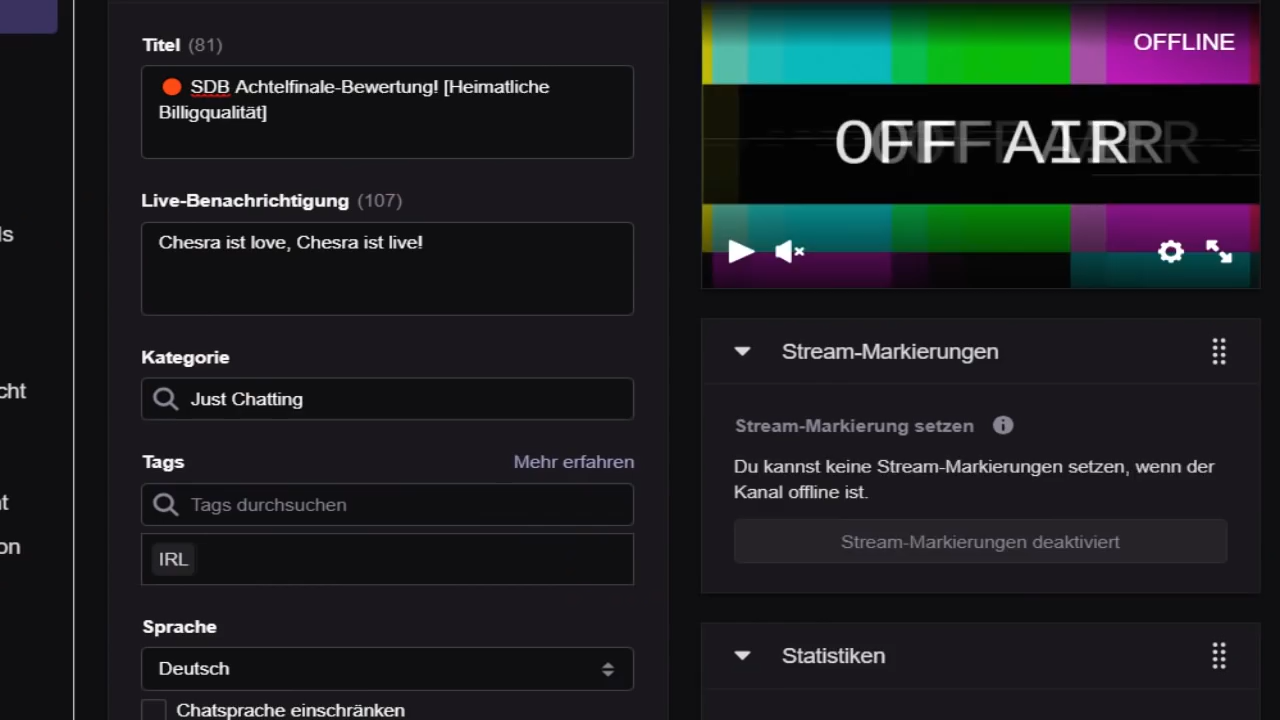 Titel (81)
SDB Achtelfinale-Bewertung! [Heimatliche
Billigqualität]
Live-Benachrichtigung (107)
Chesra ist love, Chesra ist live!
Kategorie
Just Chatting
Tags
Mehr erfahren
Tags durchsuchen
IRL
Sprache
Deutsch
Chatsprache einschränken
OFFLINE
OFF AIR
Stream-Markierungen
Stream-Markierung setzen
Du kannst keine Stream-Markierungen setzen, wenn der
Kanal offline ist.
Stream-Markierungen deaktiviert
Statistiken